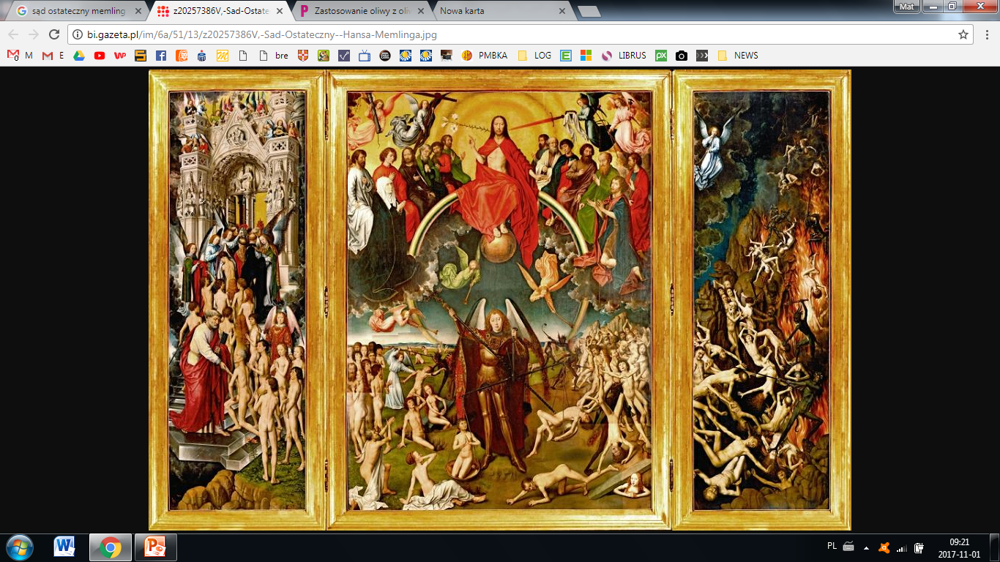 sąd ostateczny memling
z20257386V,-Sad-Ostate
Zastosowanie oliwy z oliw
Nowa karta
Mat
bi.gazeta.pl/im/6a/51/13/z20257386V,-Sad-Ostateczny--Hansa-Memlinga.jpg
M E bre PMBKA LOG LIBRUS NEWS
PL
09:21
2017-11-01